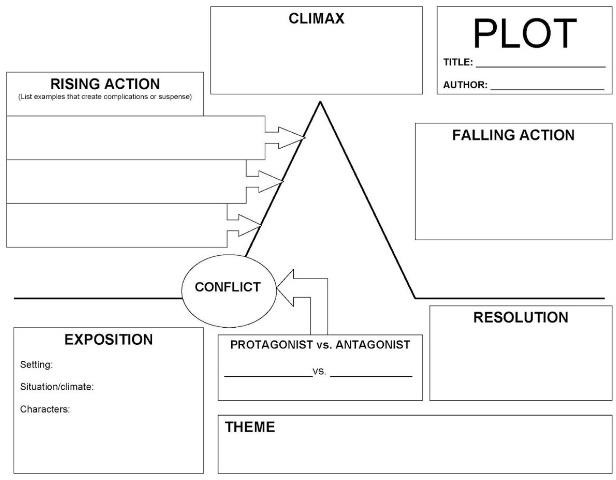 CLIMAX
PLOT
TITLE: ____________________
AUTHOR: __________________
RISING ACTION
(List examples that create complications or suspense)
FALLING ACTION
CONFLICT
RESOLUTION
EXPOSITION
Setting:
Situation/climate:
Characters:
PROTAGONIST vs. ANTAGONIST
______________vs. ______________
THEME